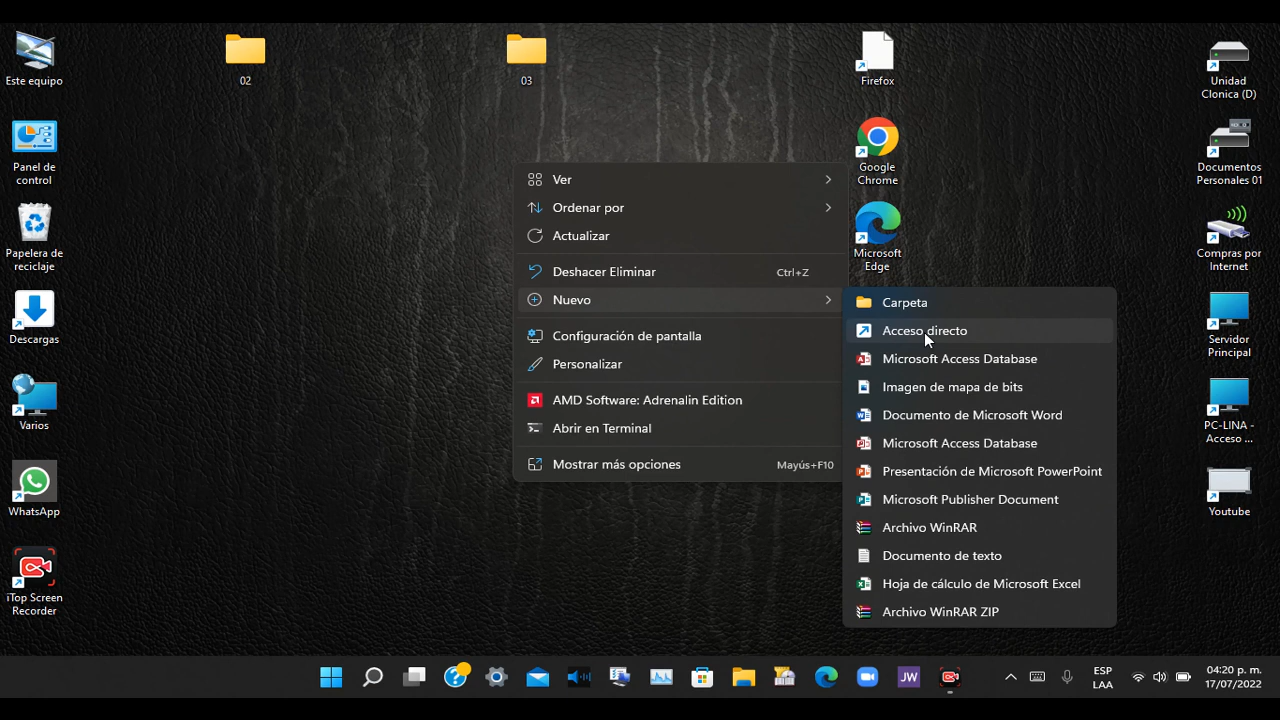 Este equipo
Panel de
control
Papelera de
reciclaje
Descargas
Varios
WhatsApp
iTop Screen
Recorder
02
03
Firefox
Google
Chrome
Microsoft
Edge
Unidad
Clonica (D)
Documentos
Personales 01
Compras por
Internet
Servidor
Principal
PC-LINA -
Acceso ...
Youtube
Ver
Ordenar por
Actualizar
Deshacer Eliminar Ctrl+Z
Nuevo
Configuración de pantalla
Personalizar
AMD Software: Adrenalin Edition
Abrir en Terminal
Mostrar más opciones Mayús+F10
Carpeta
Acceso directo
Microsoft Access Database
Imagen de mapa de bits
Documento de Microsoft Word
Microsoft Access Database
Presentación de Microsoft PowerPoint
Microsoft Publisher Document
Archivo WinRAR
Documento de texto
Hoja de cálculo de Microsoft Excel
Archivo WinRAR ZIP
JW
ESP
LAA
04:20 p. m.
17/07/2022